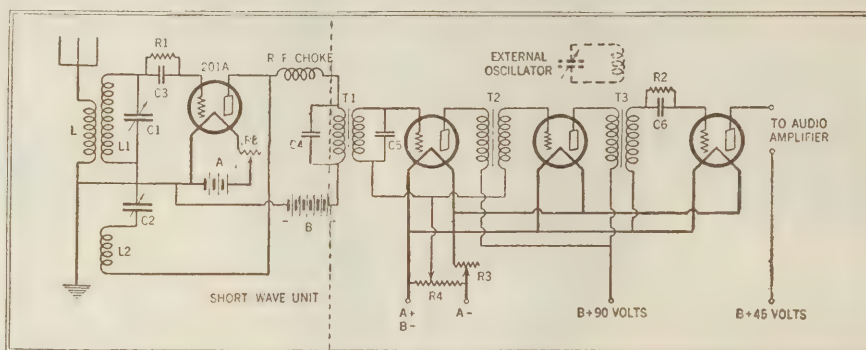 R1
201A
R F CHOKE
EXTERNAL
OSCILLATOR
C3
T1
T2
T3
R2
L
C1
L1
C4
C5
C6
TO AUDIO
AMPLIFIER
A
C2
- B +
L2
R3
R4
SHORT WAVE UNIT
A+
B-
A-
B+90 VOLTS
B+45 VOLTS